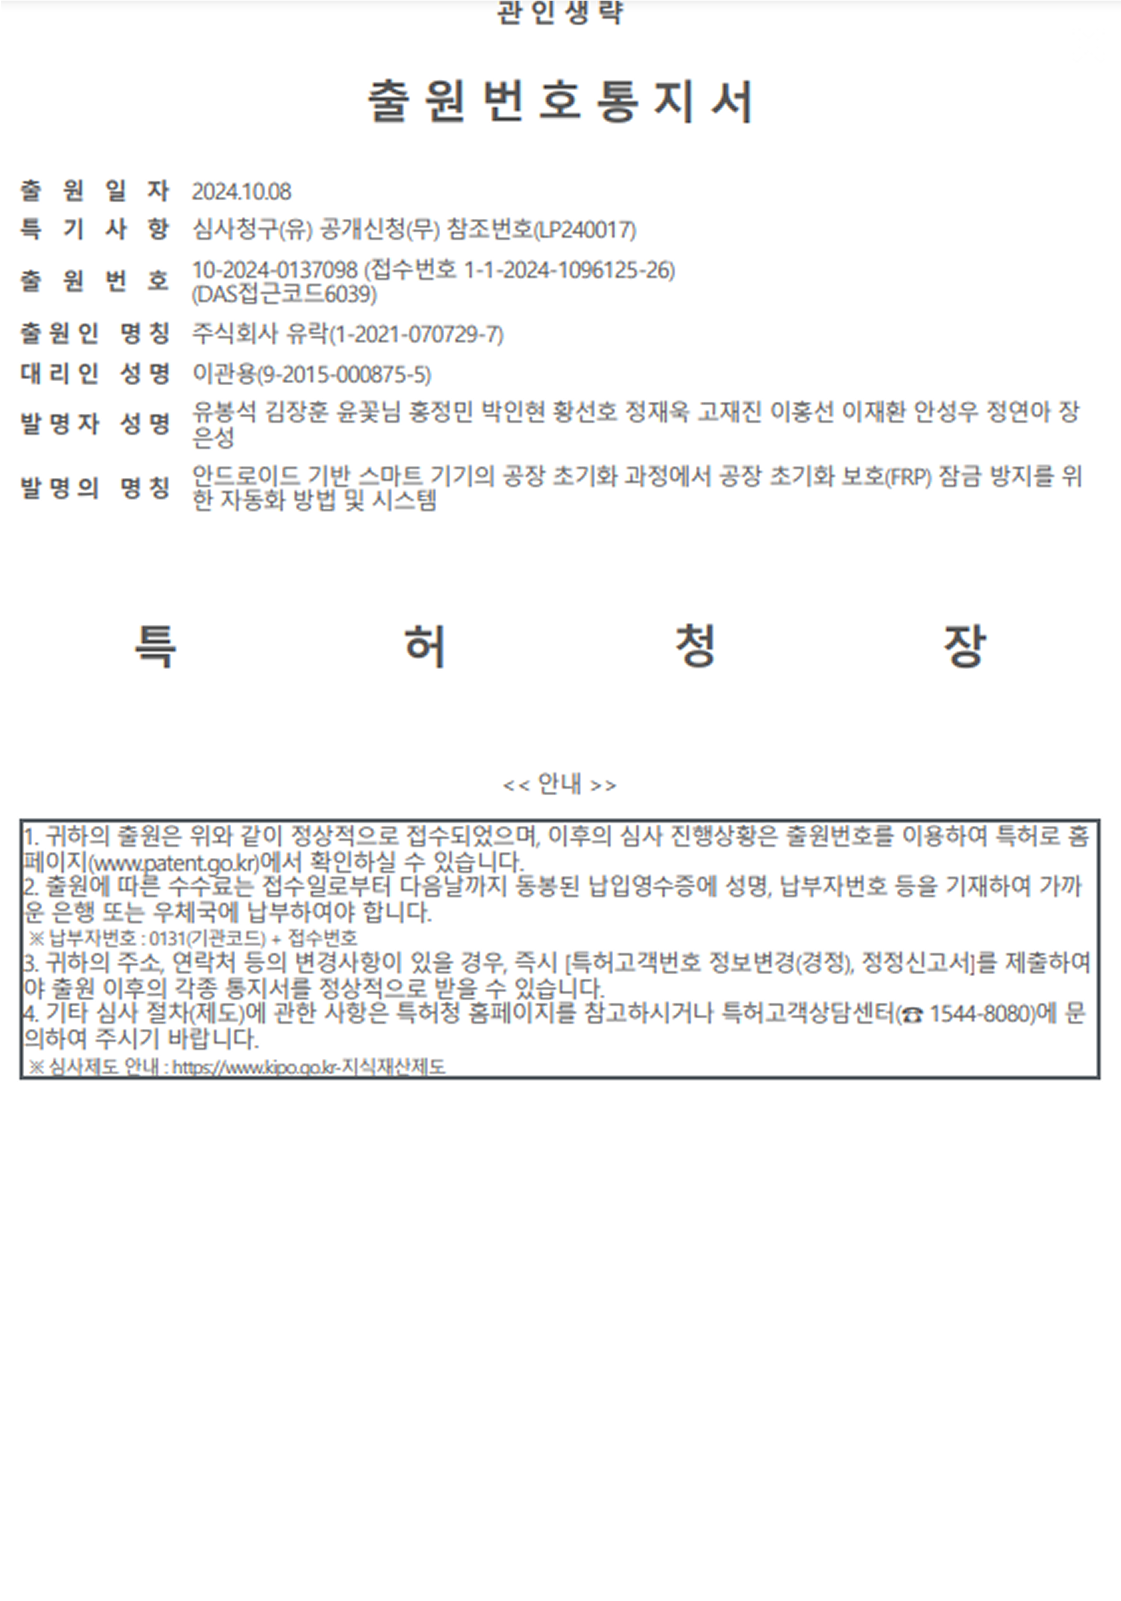 관 인 생 략
출 원 번 호 통 지 서
출 원 일 자 2024.10.08
특 기 사 항 심사청구(유) 공개신청(무) 참조번호(LP240017)
출 원 번 호 10-2024-0137098 (접수번호 1-1-2024-1096125-26)
(DAS접근코드6039)
출 원 인 명 칭 주식회사 유락(1-2021-070729-7)
대 리 인 성 명 이관용(9-2015-000875-5)
발 명 자 성 명 유봉석 김장훈 윤꽃님 홍정민 박인현 황선호 정재욱 고재진 이홍선 이재환 안성우 정연아 장
은성
발 명 의 명 칭 안드로이드 기반 스마트 기기의 공장 초기화 과정에서 공장 초기화 보호(FRP) 잠금 방지를 위
한 자동화 방법 및 시스템
특 허 청 장
<< 안내 >>
1. 귀하의 출원은 위와 같이 정상적으로 접수되었으며, 이후의 심사 진행상황은 출원번호를 이용하여 특허로 홈
페이지(www.patent.go.kr)에서 확인하실 수 있습니다.
2. 출원에 따른 수수료는 접수일로부터 다음날까지 동봉된 납입영수증에 성명, 납부자번호 등을 기재하여 가까
운 은행 또는 우체국에 납부하여야 합니다.
※ 납부자번호 : 0131(기관코드) + 접수번호
3. 귀하의 주소, 연락처 등의 변경사항이 있을 경우, 즉시 [특허고객번호 정보변경(경정), 정정신고서]를 제출하여
야 출원 이후의 각종 통지서를 정상적으로 받을 수 있습니다.
4. 기타 심사 절차(제도)에 관한 사항은 특허청 홈페이지를 참고하시거나 특허고객상담센터(☎ 1544-8080)에 문
의하여 주시기 바랍니다.
※ 심사제도 안내 : https://www.kipo.go.kr-지식재산제도